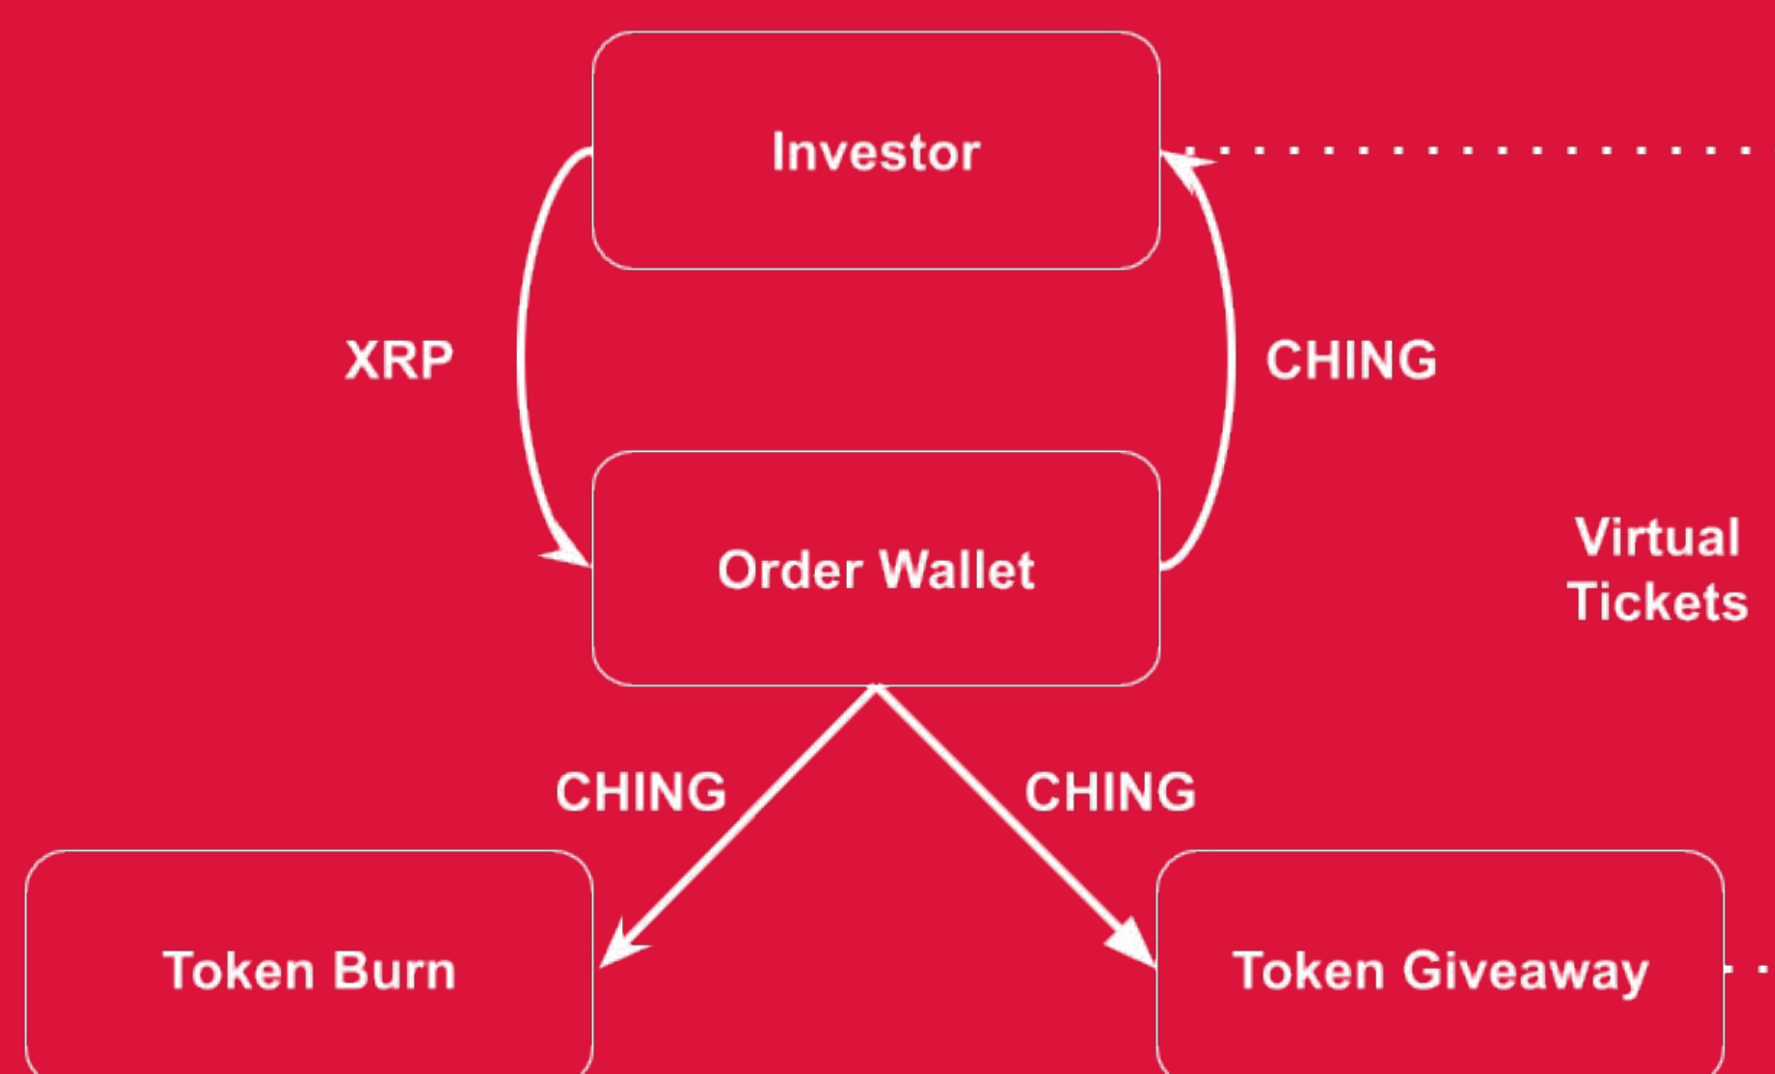 Investor
XRP
CHING
Virtual
Tickets
Order Wallet
CHING
CHING
Token Burn
Token Giveaway